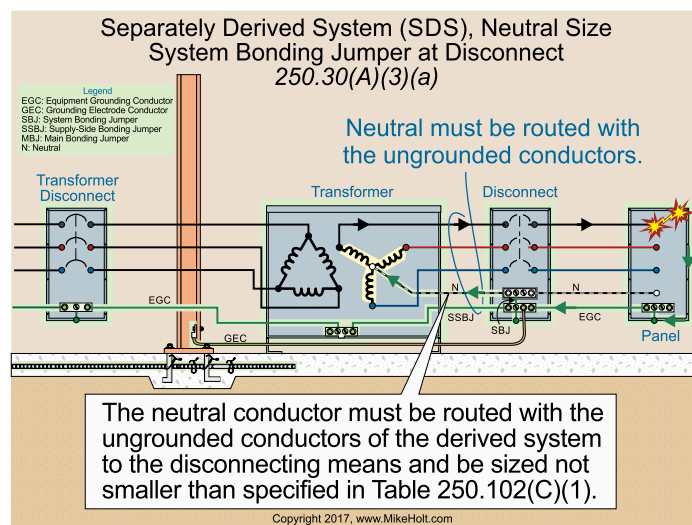 Separately Derived System (SDS), Neutral Size
System Bonding Jumper at Disconnect
250.30(A)(3)(a)
Legend
EGC: Equipment Grounding Conductor
GEC: Grounding Electrode Conductor
SBJ: System Bonding Jumper
SSBJ: Supply-Side Bonding Jumper
MBJ: Main Bonding Jumper
N: Neutral
Neutral must be routed with
the ungrounded conductors.
Transformer
Disconnect
Transformer
Disconnect
N
N
EGC
SSBJ
SBJ
EGC
GEC
Panel
The neutral conductor must be routed with the
ungrounded conductors of the derived system
to the disconnecting means and be sized not
smaller than specified in Table 250.102(C)(1).
Copyright 2017, www.MikeHolt.com